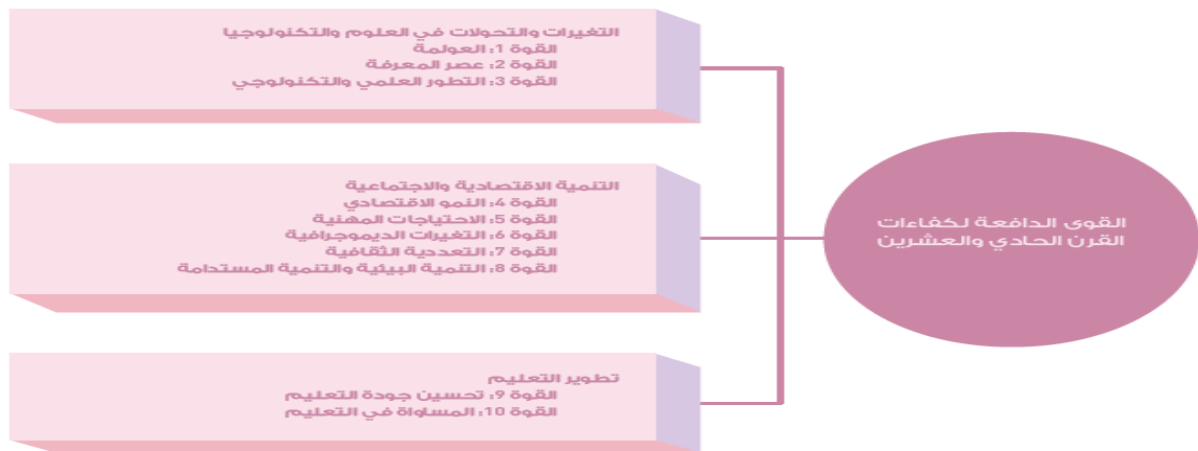 القوى الدافعة لكفاءات
القرن الحادي والعشرين
التغيرات والتحولات في العلوم والتكنولوجيا
القوة 1: العولمة
القوة 2: عصر المعرفة
القوة 3: التطور العلمي والتكنولوجي
التنمية الاقتصادية والاجتماعية
القوة 4: النمو الاقتصادي
القوة 5: الاحتياجات المهنية
القوة 6: التغيرات الديموجرافية
القوة 7: التعددية الثقافية
القوة 8: التنمية البيئية والتنمية المستدامة
تطوير التعليم
القوة 9: تحسين جودة التعليم
القوة 10: المساواة في التعليم